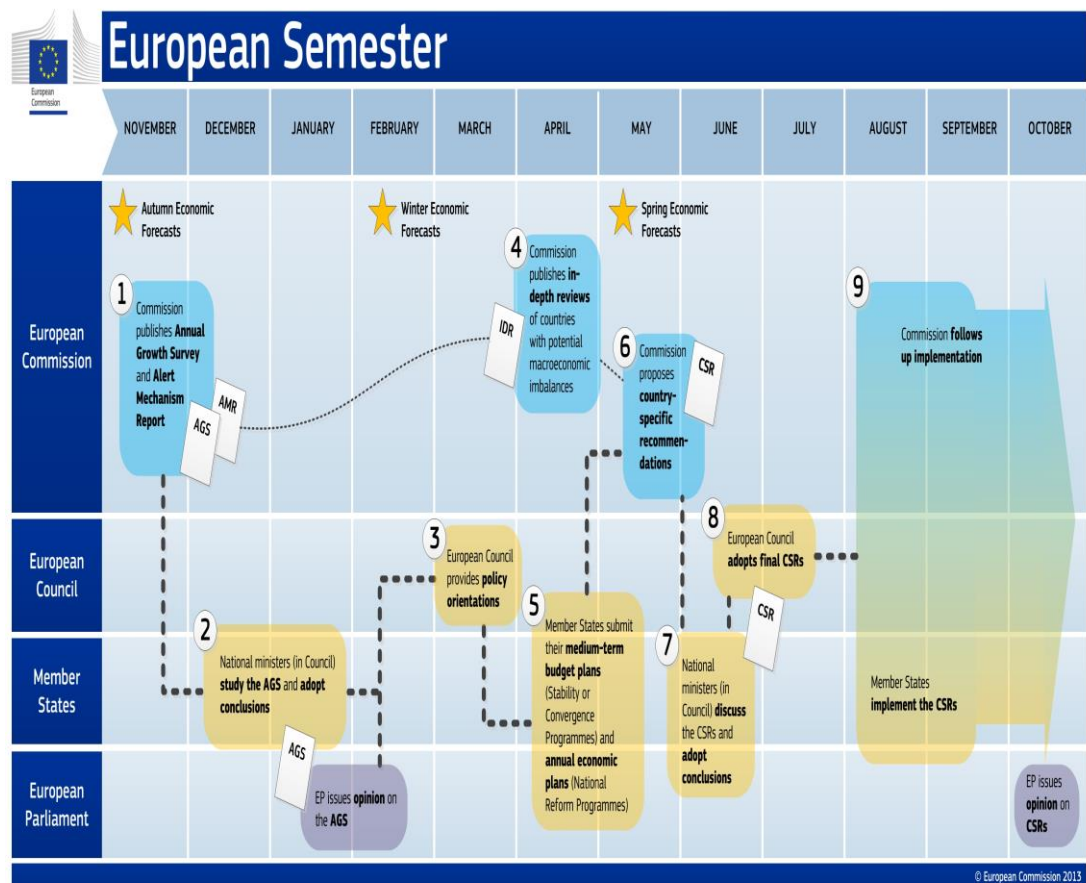 European
Commission
European Semester
NOVEMBER
DECEMBER
JANUARY
FEBRUARY
MARCH
APRIL
MAY
JUNE
JULY
AUGUST
SEPTEMBER
OCTOBER
European
Commission
Autumn Economic
Forecasts
Winter Economic
Forecasts
Spring Economic
Forecasts
1
Commission
publishes Annual
Growth Survey
and Alert
Mechanism
Report
AGS
AMR
IDR
4
Commission
publishes in-
depth reviews
of countries
with potential
macroeconomic
imbalances
6
Commission
proposes
country-
specific
recommen-
dations
CSR
9
Commission follows
up implementation
European
Council
3
European Council
provides policy
orientations
8
European Council
adopts final CSRs
CSR
Member
States
2
National ministers (in Council)
study the AGS and adopt
conclusions
AGS
5
Member States submit
their medium-term
budget plans
(Stability or
Convergence
Programmes) and
annual economic
plans (National
Reform Programmes)
7
National
ministers (in
Council) discuss
the CSRs and
adopt
conclusions
Member States
implement the CSRs
European
Parliament
EP issues opinion on
the AGS
EP issues
opinion on
CSRs
© European Commission 2013